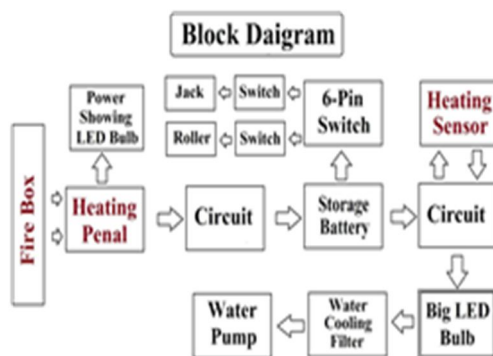 Block Daigram
Power
Showing
LED Bulb
Jack
Switch
6-Pin
Switch
Heating
Sensor
Roller
Switch
Fire Box
Heating
Penal
Circuit
Storage
Battery
Circuit
Water
Pump
Water
Cooling
Filter
Big LED
Bulb